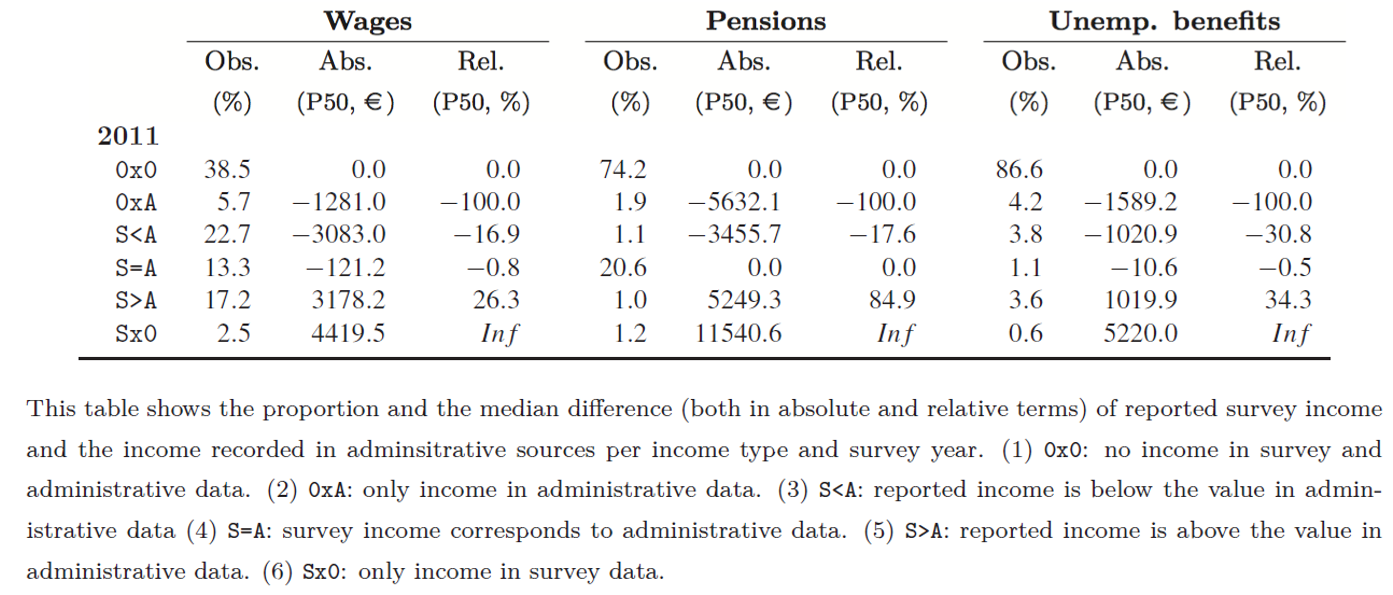 Wages Pensions Unemp. benefits
Obs. Abs. Rel. Obs. Abs. Rel. Obs. Abs. Rel.
(%) (P50, €) (P50, %) (%) (P50, €) (P50, %) (%) (P50, €) (P50, %)
2011
0x0 38.5 0.0 0.0 74.2 0.0 0.0 86.6 0.0 0.0
0xA 5.7 −1281.0 −100.0 1.9 −5632.1 −100.0 4.2 −1589.2 −100.0
S<A 22.7 −3083.0 −16.9 1.1 −3455.7 −17.6 3.8 −1020.9 −30.8
S=A 13.3 −121.2 −0.8 20.6 0.0 0.0 1.1 −10.6 −0.5
S>A 17.2 3178.2 26.3 1.0 5249.3 84.9 3.6 1019.9 34.3
Sx0 2.5 4419.5 Inf 1.2 11540.6 Inf 0.6 5220.0 Inf
This table shows the proportion and the median difference (both in absolute and relative terms) of reported survey income
and the income recorded in adminsitrative sources per income type and survey year. (1) 0x0: no income in survey and
administrative data. (2) 0xA: only income in administrative data. (3) S<A: reported income is below the value in admin-
istrative data (4) S=A: survey income corresponds to administrative data. (5) S>A: reported income is above the value in
administrative data. (6) Sx0: only income in survey data.